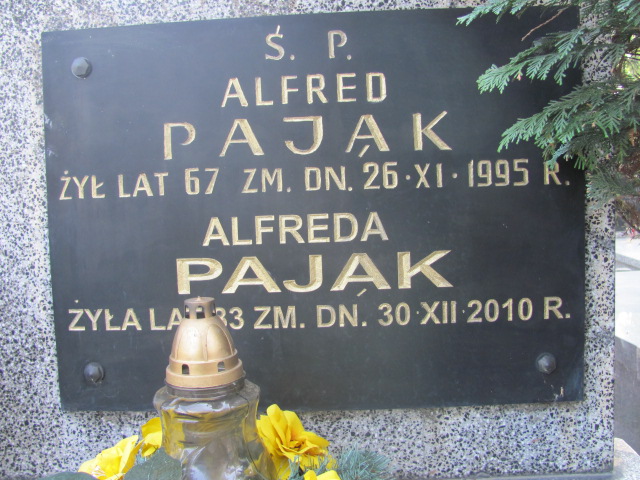 Ś. P.
ALFRED
PAJĄK
ŻYŁ LAT 67 ZM. DN. 26·XI·1995 R.
ALFREDA
PAJĄK
ŻYŁA ZM. DN. 30·XII·2010 R.